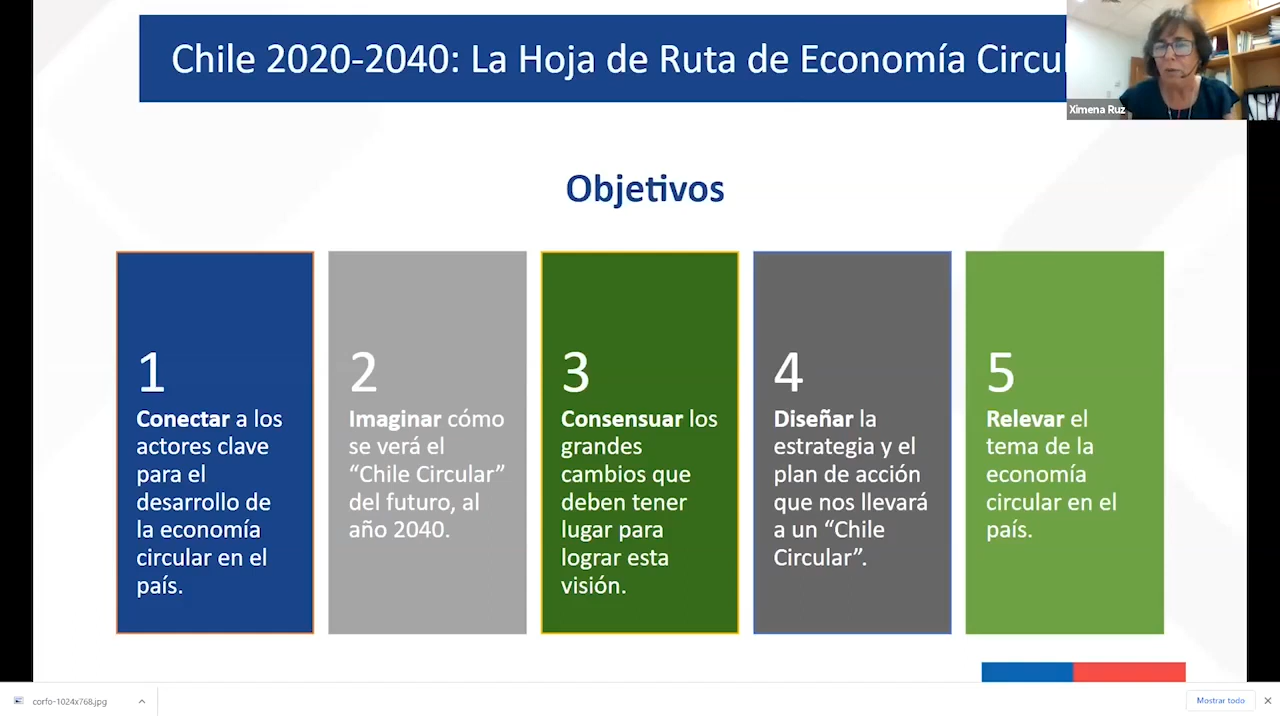 Chile 2020-2040: La Hoja de Ruta de Economía Circul
Ximena Ruz
Objetivos
1
Conectar a los
actores clave
para el
desarrollo de
la economía
circular en el
país.
2
Imaginar cómo
se verá el
“Chile Circular”
del futuro, al
año 2040.
3
Consensuar los
grandes
cambios que
deben tener
lugar para
lograr esta
visión.
4
Diseñar la
estrategia y el
plan de acción
que nos llevará
a un “Chile
Circular”.
5
Relevar el
tema de la
economía
circular en el
país.
corfo-1024x768.jpg
Mostrar todo